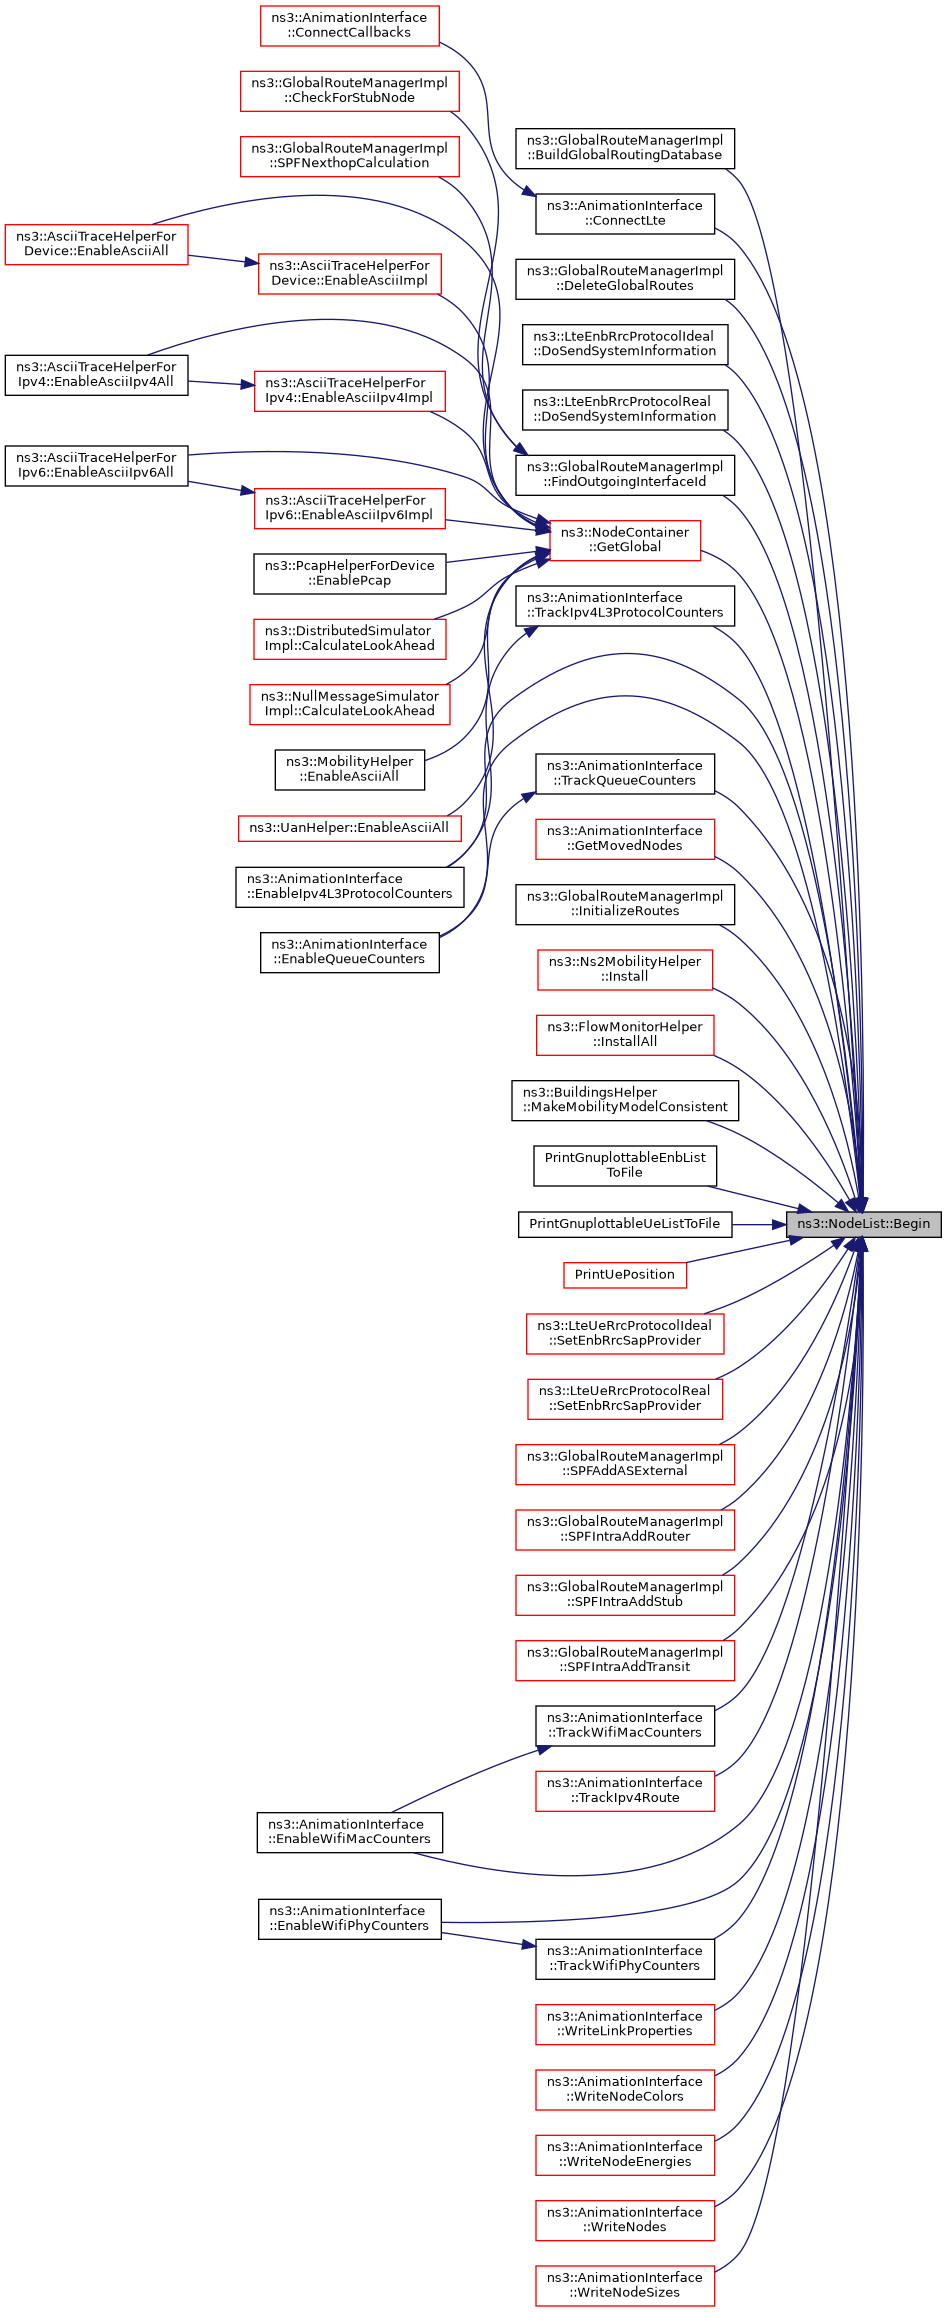 ns3::AnimationInterface
::ConnectCallbacks
ns3::GlobalRouteManagerImpl
::CheckForStubNode
ns3::GlobalRouteManagerImpl
::BuildGlobalRoutingDatabase
ns3::GlobalRouteManagerImpl
::SPFNexthopCalculation
ns3::AnimationInterface
::ConnectLte
ns3::AsciiTraceHelperFor
Device::EnableAsciiAll
ns3::AsciiTraceHelperFor
Device::EnableAsciiImpl
ns3::GlobalRouteManagerImpl
::DeleteGlobalRoutes
ns3::LteEnbRrcProtocolIdeal
::DoSendSystemInformation
ns3::AsciiTraceHelperFor
Ipv4::EnableAsciiIpv4All
ns3::AsciiTraceHelperFor
Ipv4::EnableAsciiIpv4Impl
ns3::LteEnbRrcProtocolReal
::DoSendSystemInformation
ns3::AsciiTraceHelperFor
Ipv6::EnableAsciiIpv6All
ns3::GlobalRouteManagerImpl
::FindOutgoingInterfaceId
ns3::AsciiTraceHelperFor
Ipv6::EnableAsciiIpv6Impl
ns3::NodeContainer
::GetGlobal
ns3::PcapHelperForDevice
::EnablePcap
ns3::AnimationInterface
::TrackIpv4L3ProtocolCounters
ns3::DistributedSimulator
Impl::CalculateLookAhead
ns3::NullMessageSimulator
Impl::CalculateLookAhead
ns3::MobilityHelper
::EnableAsciiAll
ns3::AnimationInterface
::TrackQueueCounters
ns3::UanHelper::EnableAsciiAll
ns3::AnimationInterface
::GetMovedNodes
ns3::AnimationInterface
::EnableIpv4L3ProtocolCounters
ns3::GlobalRouteManagerImpl
::InitializeRoutes
ns3::AnimationInterface
::EnableQueueCounters
ns3::Ns2MobilityHelper
::Install
ns3::FlowMonitorHelper
::InstallAll
ns3::BuildingsHelper
::MakeMobilityModelConsistent
PrintGnuplottableEnbList
ToFile
PrintGnuplottableUeListToFile
ns3::NodeList::Begin
PrintUePosition
ns3::LteUeRrcProtocolIdeal
::SetEnbRrcSapProvider
ns3::LteUeRrcProtocolReal
::SetEnbRrcSapProvider
ns3::GlobalRouteManagerImpl
::SPFAddASExternal
ns3::GlobalRouteManagerImpl
::SPFIntraAddRouter
ns3::GlobalRouteManagerImpl
::SPFIntraAddStub
ns3::GlobalRouteManagerImpl
::SPFIntraAddTransit
ns3::AnimationInterface
::TrackWifiMacCounters
ns3::AnimationInterface
::TrackIpv4Route
ns3::AnimationInterface
::EnableWifiMacCounters
ns3::AnimationInterface
::EnableWifiPhyCounters
ns3::AnimationInterface
::TrackWifiPhyCounters
ns3::AnimationInterface
::WriteLinkProperties
ns3::AnimationInterface
::WriteNodeColors
ns3::AnimationInterface
::WriteNodeEnergies
ns3::AnimationInterface
::WriteNodes
ns3::AnimationInterface
::WriteNodeSizes